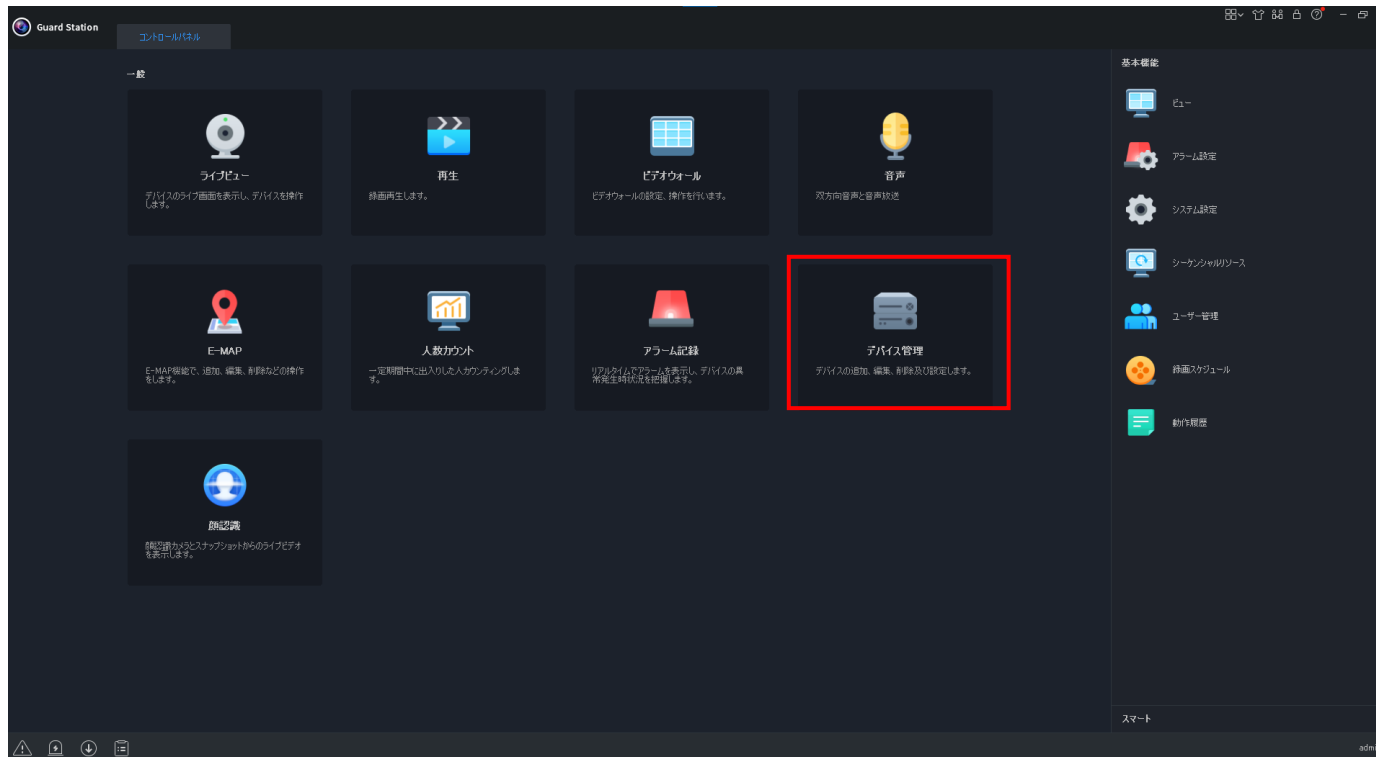 Guard Station
コントロールパネル
一般
ライブビュー
デバイスのライブ画面を表示し、デバイスを操作
します。
再生
録画再生します。
ビデオウォール
ビデオウォールの設定、操作を行います。
音声
双方向音声と音声放送
E-MAP
E-MAP機能で、追加、編集、削除などの操作
をします。
人数カウント
一定期間中に出入りした人カウンティングしま
す。
アラーム記録
リアルタイムでアラームを表示し、デバイスの異
常発生時状況を把握します。
デバイス管理
デバイスの追加、編集、削除及び設定します。
顔認識
顔認識カメラとスナップショットからのライブビデオ
を表示します。
基本機能
ビュー
アラーム設定
システム設定
シーケンシャルリソース
ユーザー管理
録画スケジュール
動作履歴
スマート
admi